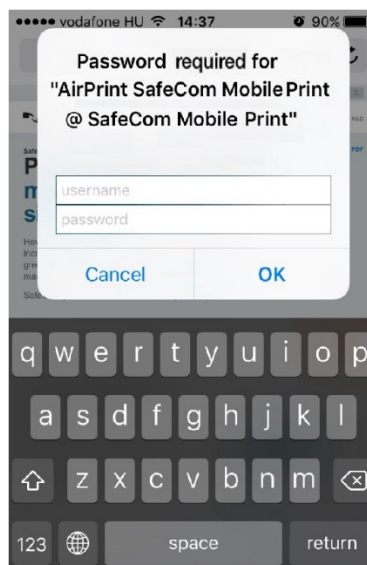 vodafone HU 14:37 90%
Password required for
"AirPrint SafeCom Mobile Print
@ SafeCom Mobile Print"
username
password
Cancel OK
PDF
q w e r t y u i o p
a s d f g h j k l
z x c v b n m
123 space return